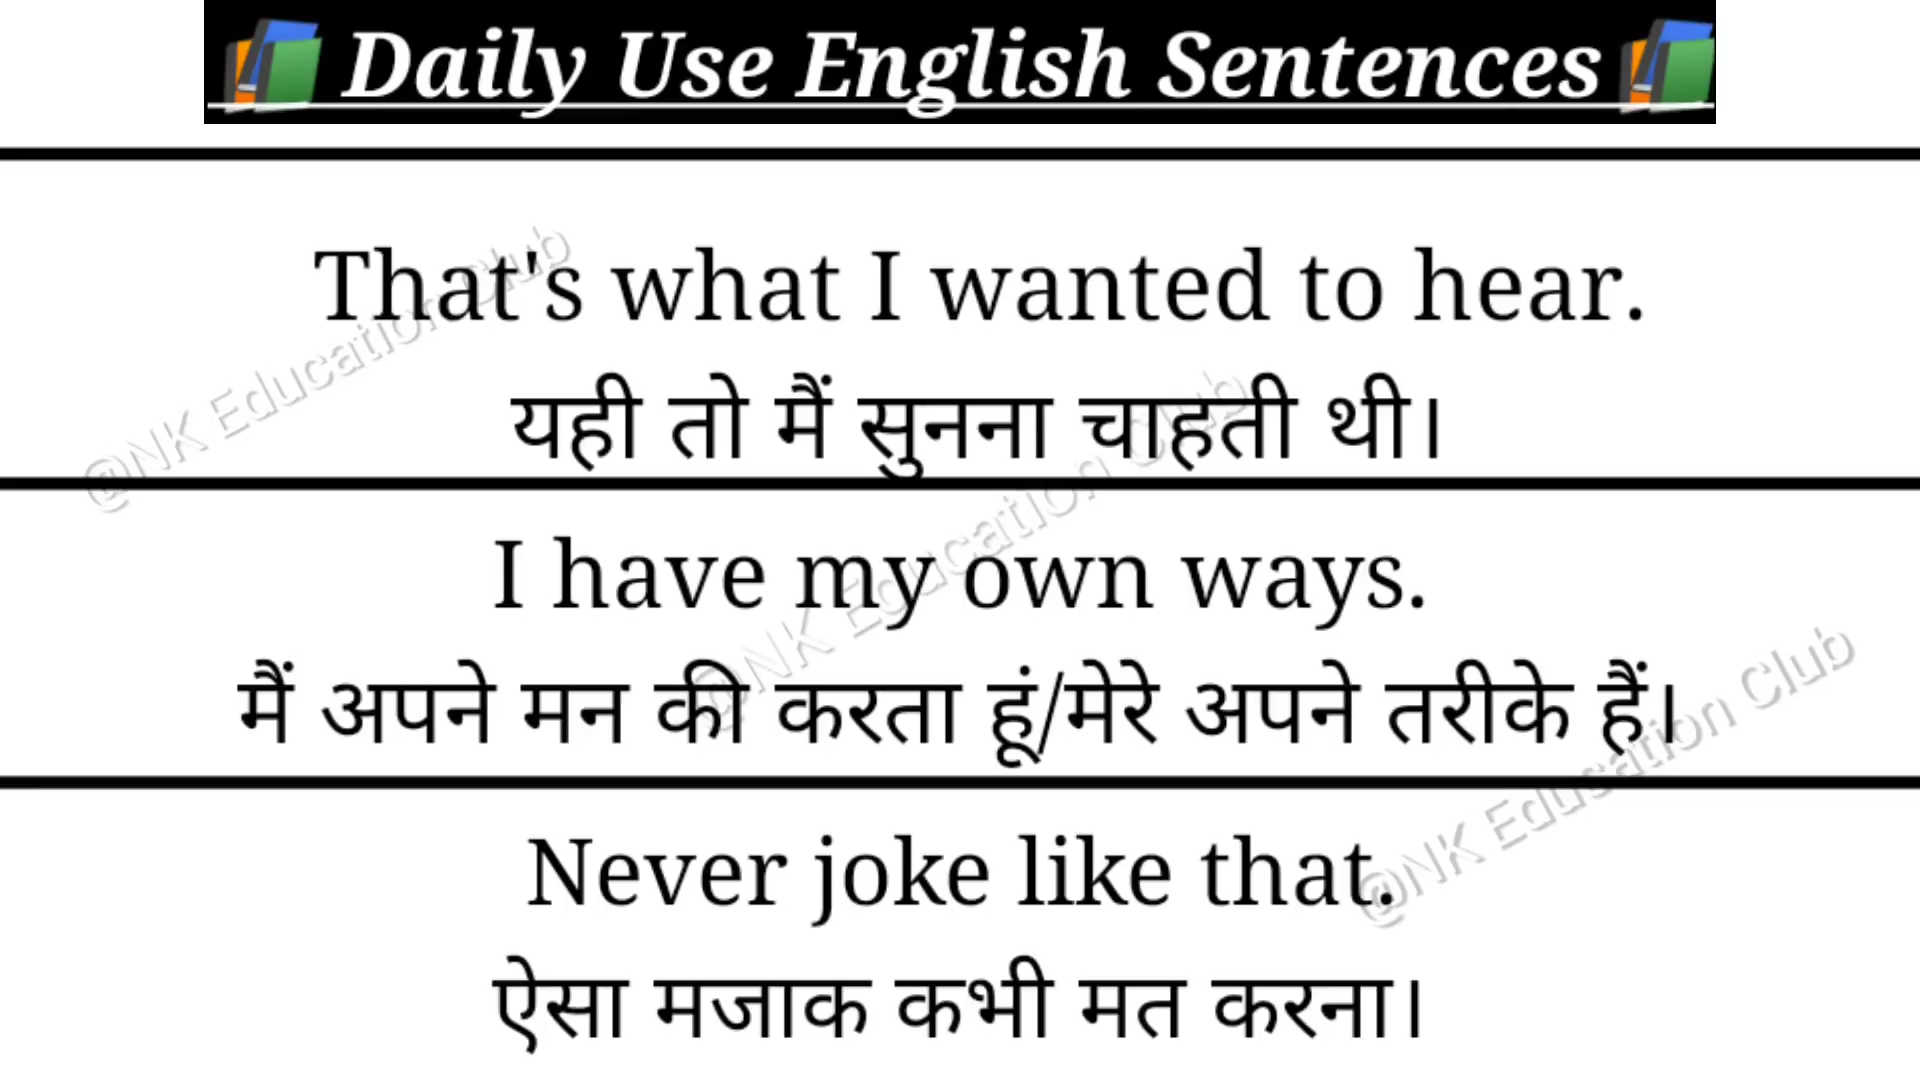 📚 Daily Use English Sentences 📚
That's what I wanted to hear.
यही तो मैं सुनना चाहती थी।
I have my own ways.
मैं अपने मन की करता हूं/मेरे अपने तरीके हैं।
Never joke like that.
ऐसा मजाक कभी मत करना।
@NK Education Club
@NK Education Club
@NK Education Club